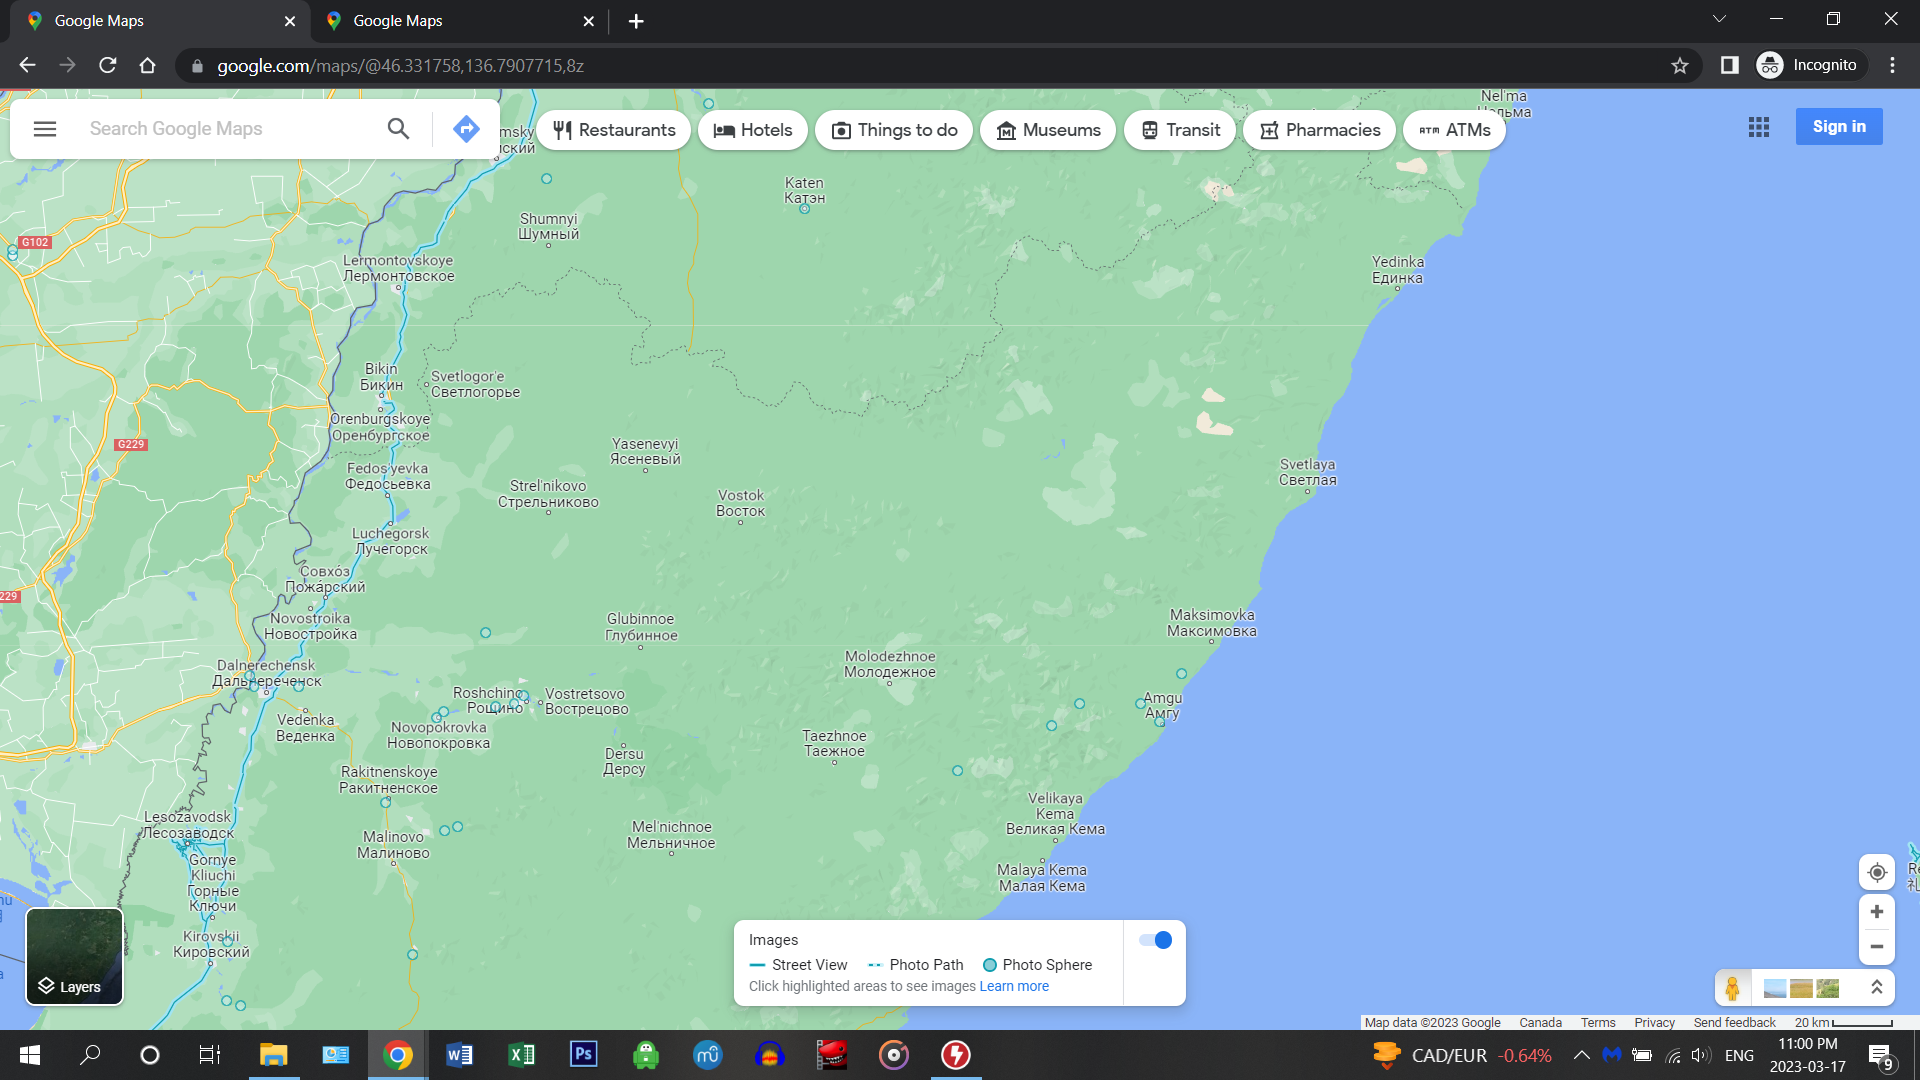 Google Maps
Google Maps
google.com/maps/@46.331758,136.7907715,8z
Incognito
Search Google Maps
Restaurants
Hotels
Things to do
Museums
Transit
Pharmacies
ATM ATMs
Sign in
Nel'ma
Нельма
Katen
Катэн
Shumnyi
Шумный
G102
Lermontovskoye
Лермонтовское
Yedinka
Единка
Bikin
Бикин
Svetlogor'e
Светлогорье
Orenburgskoye
Оренбургское
G229
Yasenevyi
Ясеневый
Fedos'yevka
Федосьевка
Svetlaya
Светлая
Strel'nikovo
Стрельниково
Vostok
Восток
Luchegorsk
Лучегорск
Совхо́з
Пожа́рский
229
Novostroika
Новостройка
Glubinnoe
Глубинное
Maksimovka
Максимовка
Dalnerechensk
Дальнереченск
Molodezhnoe
Молодежное
Roshchino
Рощино
Vostretsovo
Вострецово
Amgu
Амгу
Vedenka
Веденка
Novopokrovka
Новопокровка
Taezhnoe
Таежное
Dersu
Дерсу
Rakitnenskoye
Ракитненское
Velikaya
Kema
Великая Кема
Lesozavodsk
Лесозаводск
Malinovo
Малиново
Mel'nichnoe
Мельничное
Gornye
Kliuchi
Горные
Ключи
Malaya Kema
Малая Кема
Kirovskii
Кировский
Layers
Images
Street View
Photo Path
Photo Sphere
Click highlighted areas to see images Learn more
Map data ©2023 Google
Canada
Terms
Privacy
Send feedback
20 km
CAD/EUR -0.64%
ENG
11:00 PM
2023-03-17
9